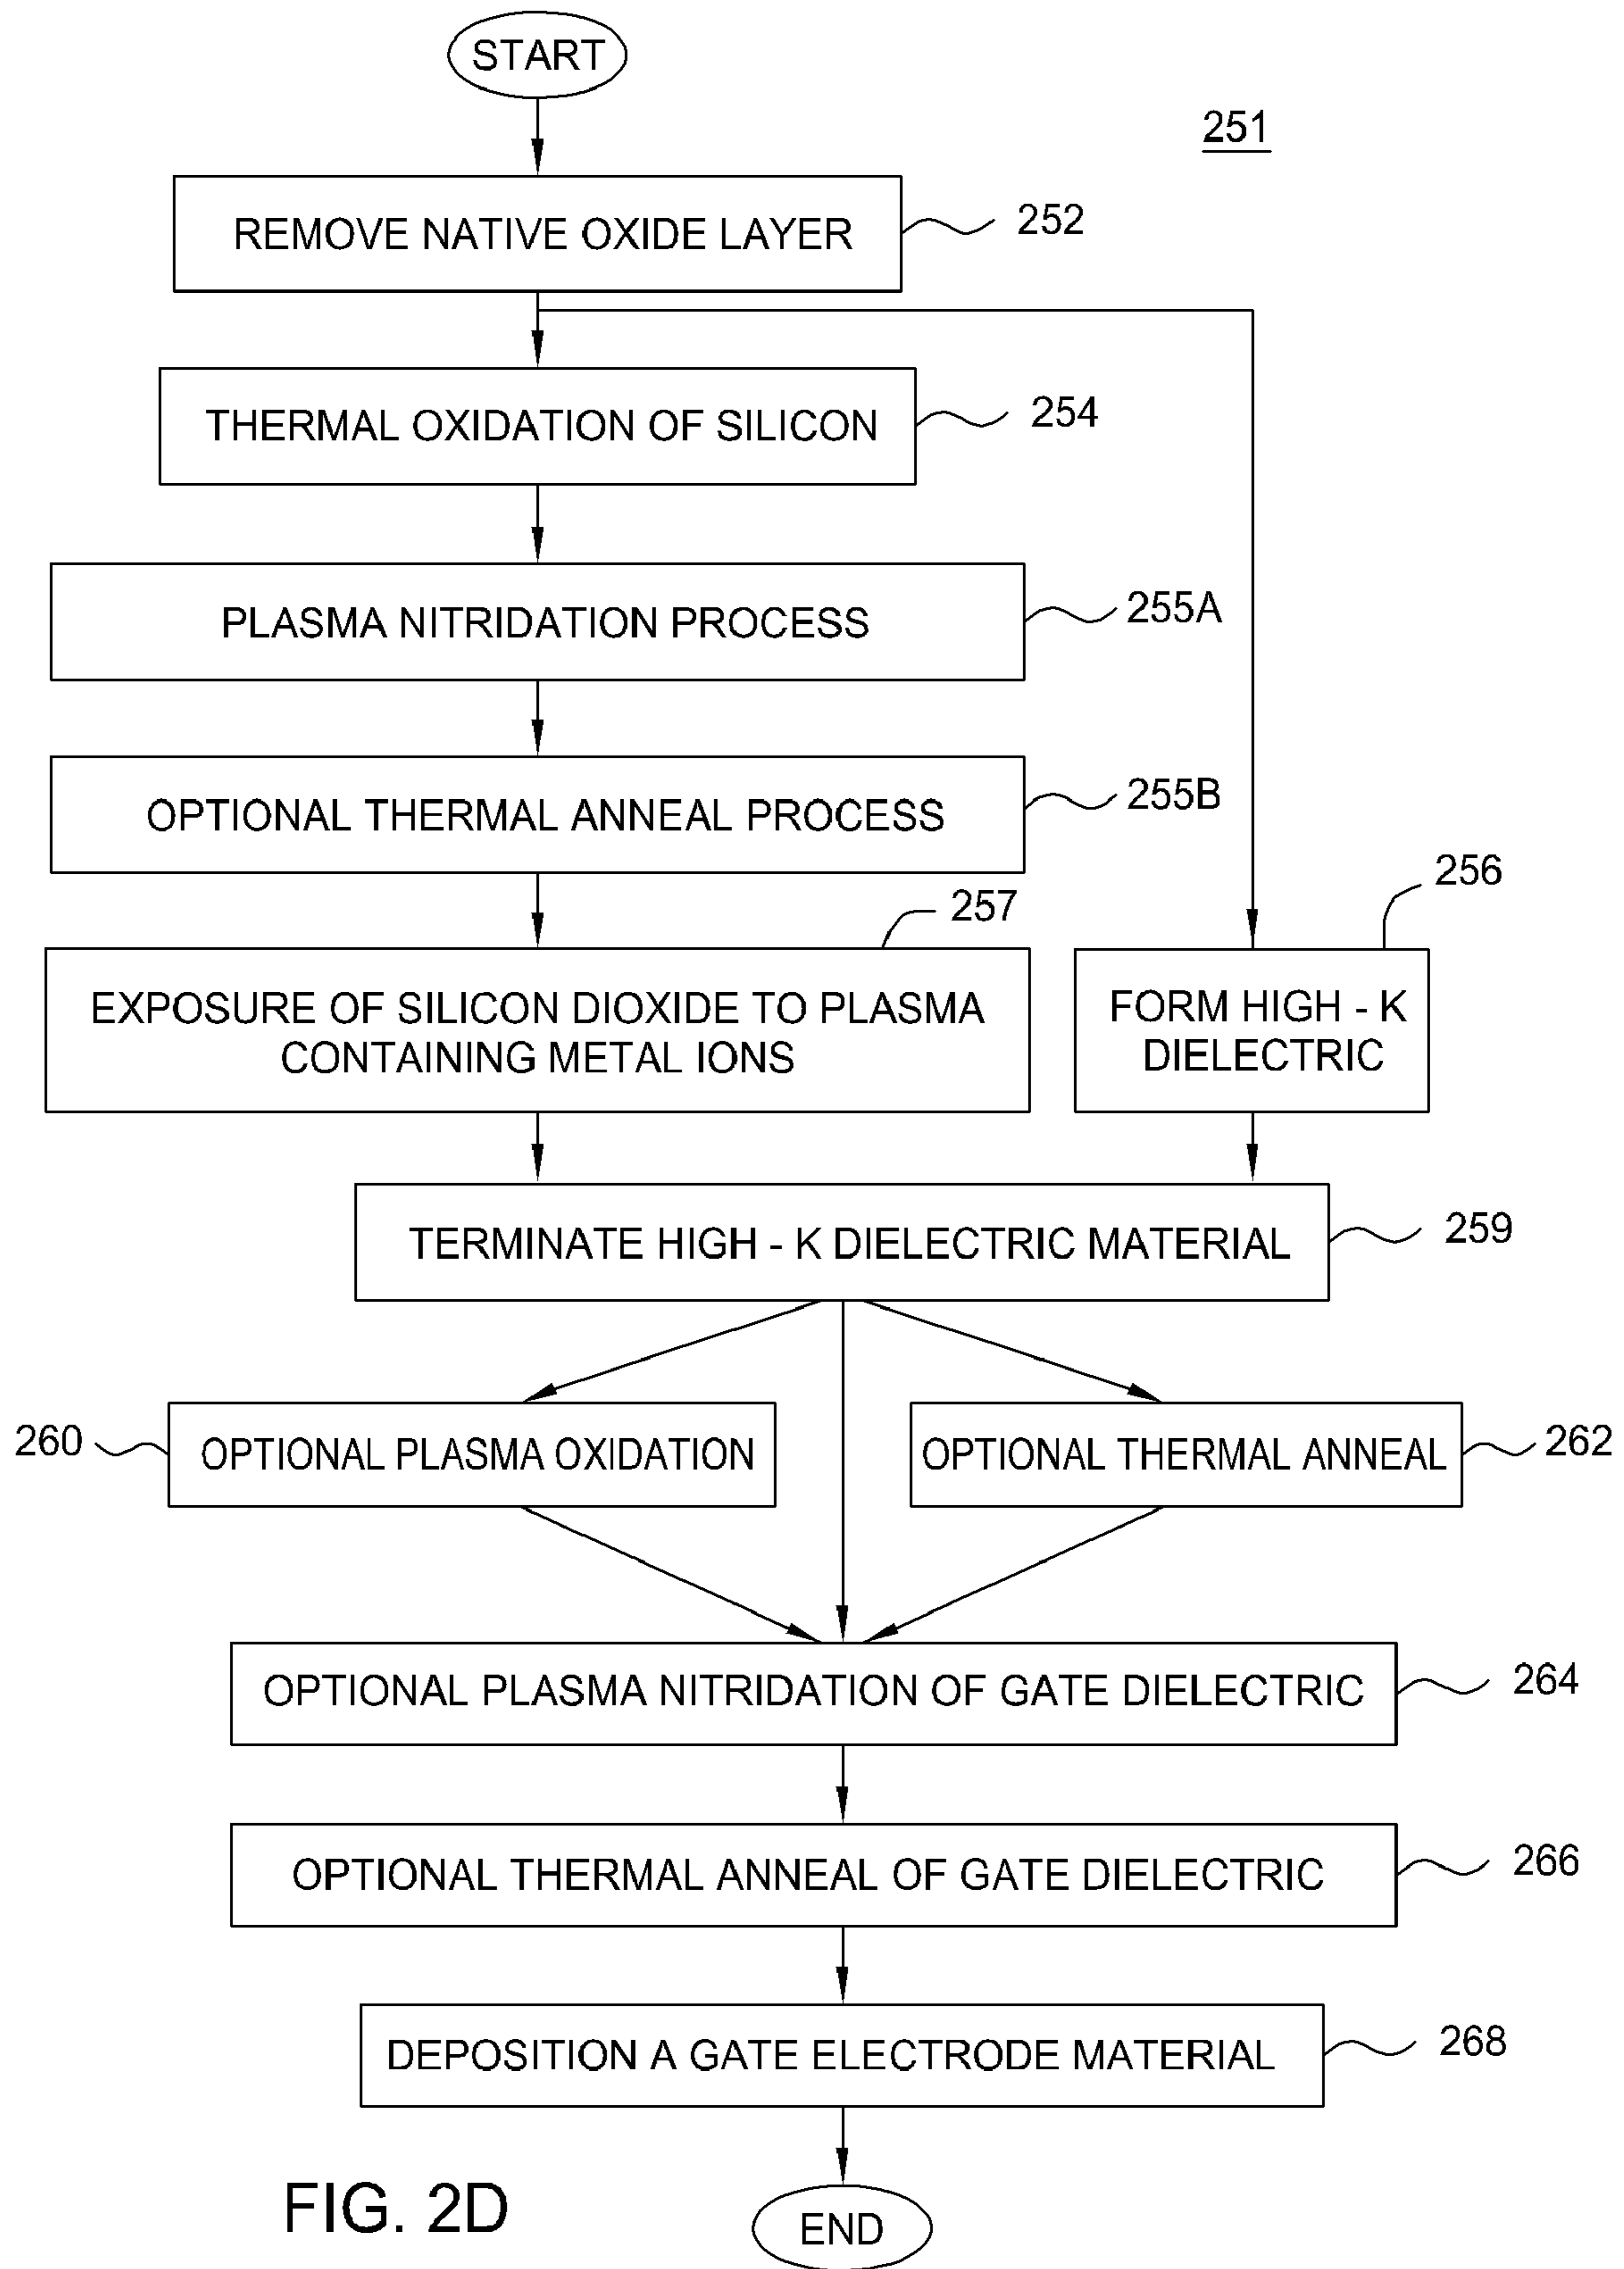 START
251
REMOVE NATIVE OXIDE LAYER
252
THERMAL OXIDATION OF SILICON
254
PLASMA NITRIDATION PROCESS
255A
OPTIONAL THERMAL ANNEAL PROCESS
255B
257
256
EXPOSURE OF SILICON DIOXIDE TO PLASMA
CONTAINING METAL IONS
FORM HIGH - K
DIELECTRIC
TERMINATE HIGH - K DIELECTRIC MATERIAL
259
260
OPTIONAL PLASMA OXIDATION
OPTIONAL THERMAL ANNEAL
262
OPTIONAL PLASMA NITRIDATION OF GATE DIELECTRIC
264
OPTIONAL THERMAL ANNEAL OF GATE DIELECTRIC
266
DEPOSITION A GATE ELECTRODE MATERIAL
268
FIG. 2D
END